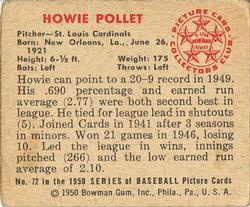 HOWIE POLLET
Pitcher—St. Louis Cardinals
Born: New Orleans, La., June 26,
1921
Height: 6-½ ft. Weight: 175
Bats: Left Throws: Left
PICTURE CARD
COLLECTORS CLUB
5 STAR
BOWMAN
SERIES
Howie can point to a 20-9 record in 1949.
His .690 percentage and earned run
average (2.77) were both second best in
league. He tied for league lead in shutouts
(5). Joined Cards in 1941 after 3 seasons
in minors. Won 21 games in 1946, losing
10. Led the league in wins, innings
pitched (266) and the low earned run
average of 2.10.
No. 72 in the 1950 SERIES of BASEBALL Picture Cards
©1950 Bowman Gum, Inc., Phila., Pa., U. S. A.